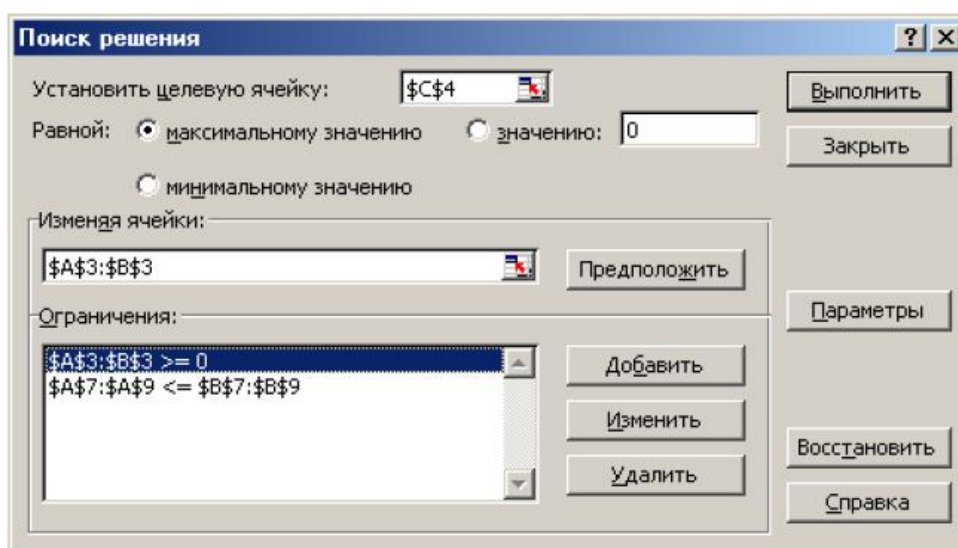 Поиск решения
Установить целевую ячейку: $C$4
Выполнить
Равной: максимальному значению значению: 0
Закрыть
минимальному значению
Изменяя ячейки:
$A$3:$B$3
Предположить
Ограничения:
Параметры
$A$3:$B$3 >= 0
Добавить
$A$7:$A$9 <= $B$7:$B$9
Изменить
Восстановить
Удалить
Справка